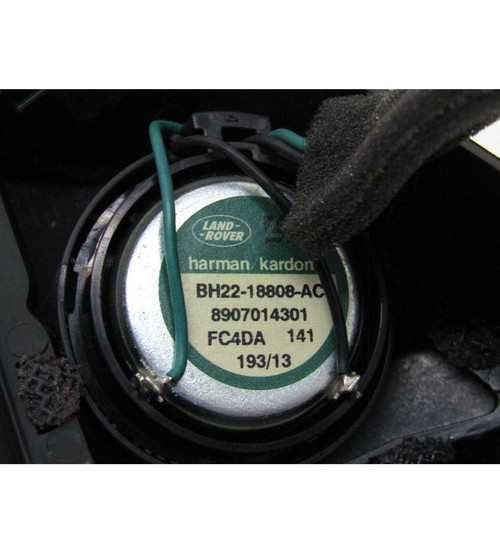 LAND-
-ROVER
harman/kardon
BH22-18808-AC
8907014301
FC4DA 141
193/13